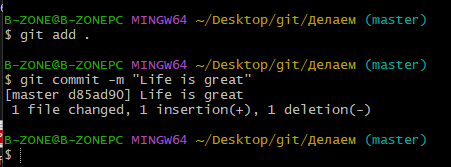 B-ZONE@B-ZONEPC MINGW64 ~/Desktop/git/Делаем (master)
$ git add .
B-ZONE@B-ZONEPC MINGW64 ~/Desktop/git/Делаем (master)
$ git commit -m "Life is great"
[master d85ad90] Life is great
1 file changed, 1 insertion(+), 1 deletion(-)
B-ZONE@B-ZONEPC MINGW64 ~/Desktop/git/Делаем (master)
$